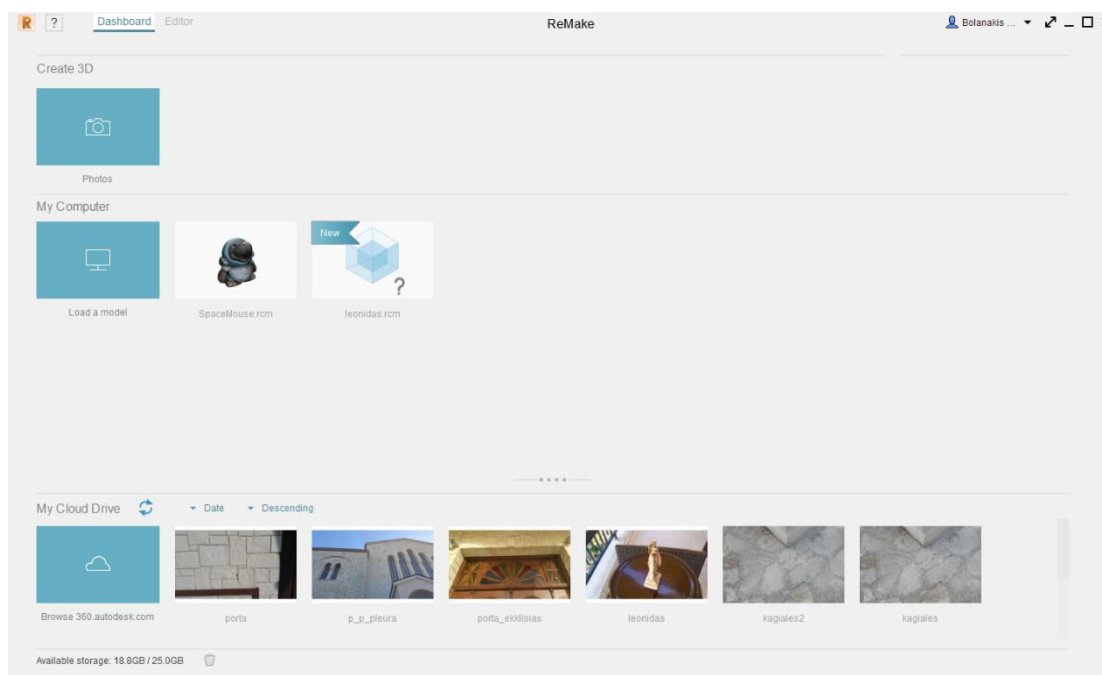 R ? Dashboard Editor ReMake Bolanakis ...
Create 3D
Photos
My Computer
New
?
Load a model SpaceMouse.rcm leonidas.rcm
My Cloud Drive Date Descending
Browse 360.autodesk.com porta p_p_pleura porta_ekklisias leonidas kagiales2 kagiales
Available storage: 18.8GB / 25.0GB